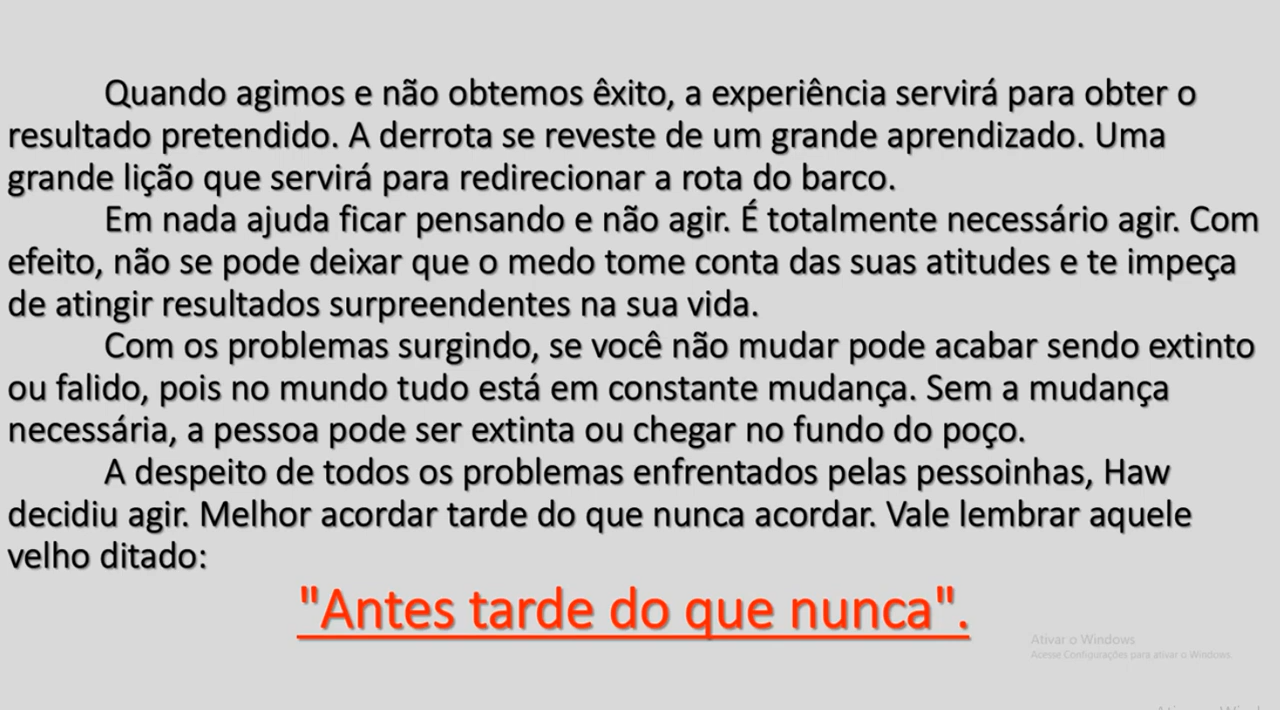 Quando agimos e não obtemos êxito, a experiência servirá para obter o
resultado pretendido. A derrota se reveste de um grande aprendizado. Uma
grande lição que servirá para redirecionar a rota do barco.
Em nada ajuda ficar pensando e não agir. É totalmente necessário agir. Com
efeito, não se pode deixar que o medo tome conta das suas atitudes e te impeça
de atingir resultados surpreendentes na sua vida.
Com os problemas surgindo, se você não mudar pode acabar sendo extinto
ou falido, pois no mundo tudo está em constante mudança. Sem a mudança
necessária, a pessoa pode ser extinta ou chegar no fundo do poço.
A despeito de todos os problemas enfrentados pelas pessoinhas, Haw
decidiu agir. Melhor acordar tarde do que nunca acordar. Vale lembrar aquele
velho ditado:
"Antes tarde do que nunca".
Ativar o Windows
Acesse Configurações para ativar o Windows.